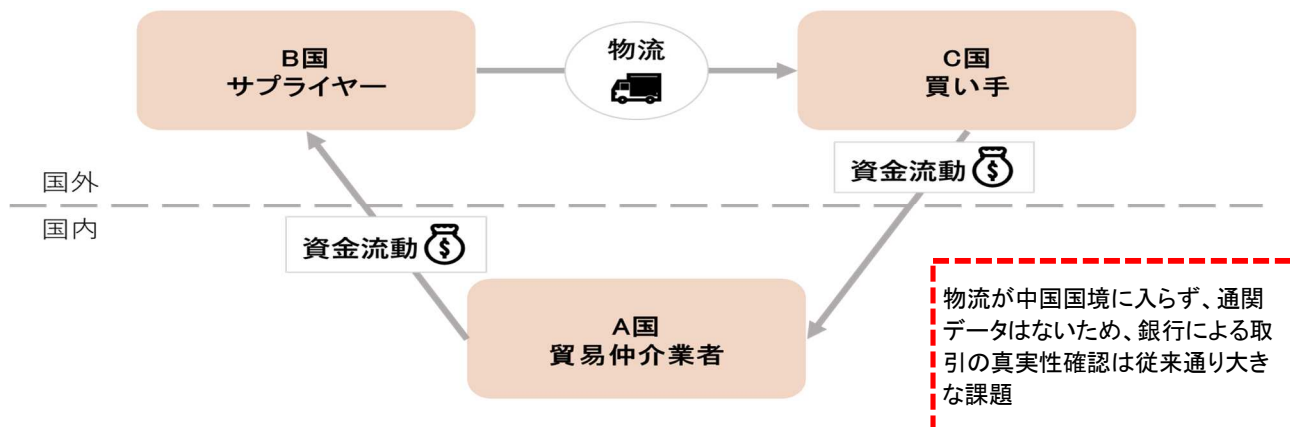 B国
サプライヤー
物流
C国
買い手
資金流動
国外
国内
資金流動
A国
貿易仲介業者
物流が中国国境に入らず、通関
データはないため、銀行による取
引の真実性確認は従来通り大き
な課題